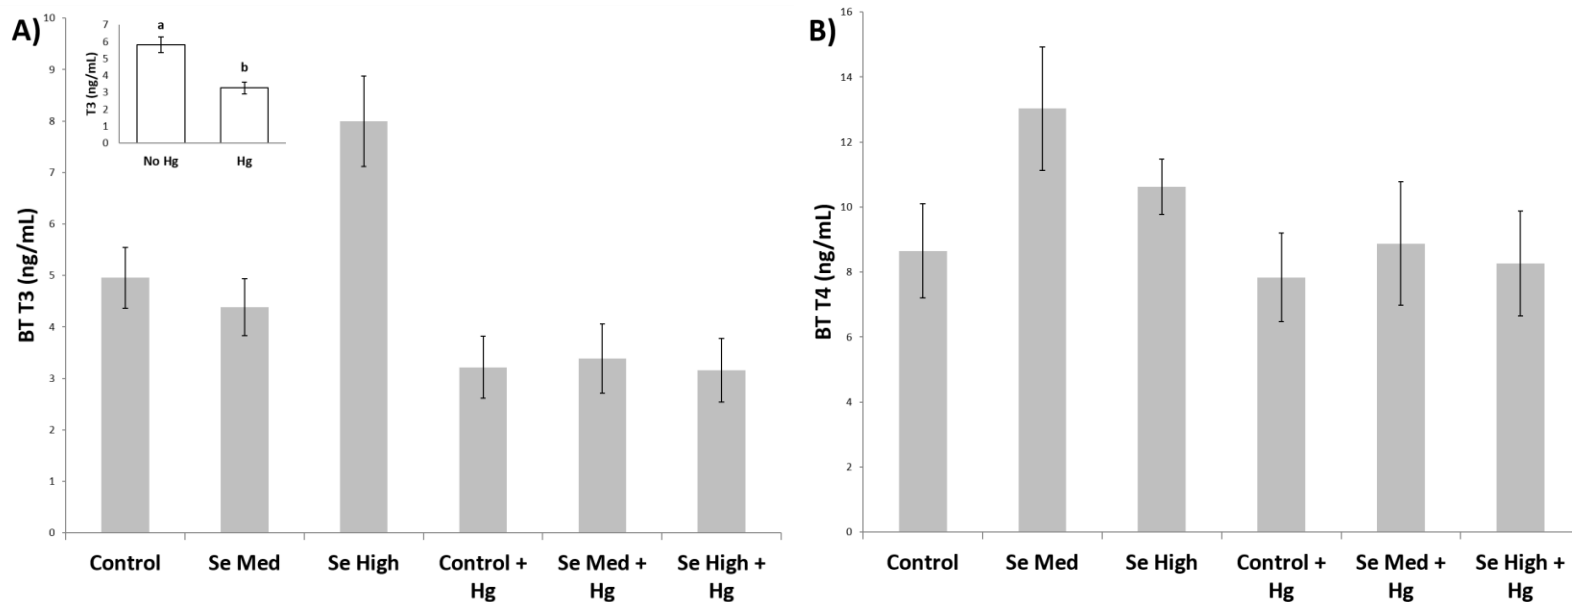 A)
10
9
8
7
6
5
4
3
2
1
0
BT T3 (ng/mL)
7
6
5
4
3
2
1
0
T3 (ng/mL)
a
b
No Hg
Hg
Control
Se Med
Se High
Control +
Hg
Se Med +
Hg
Se High +
Hg
B)
16
14
12
10
8
6
4
2
0
BT T4 (ng/mL)
Control
Se Med
Se High
Control +
Hg
Se Med +
Hg
Se High +
Hg